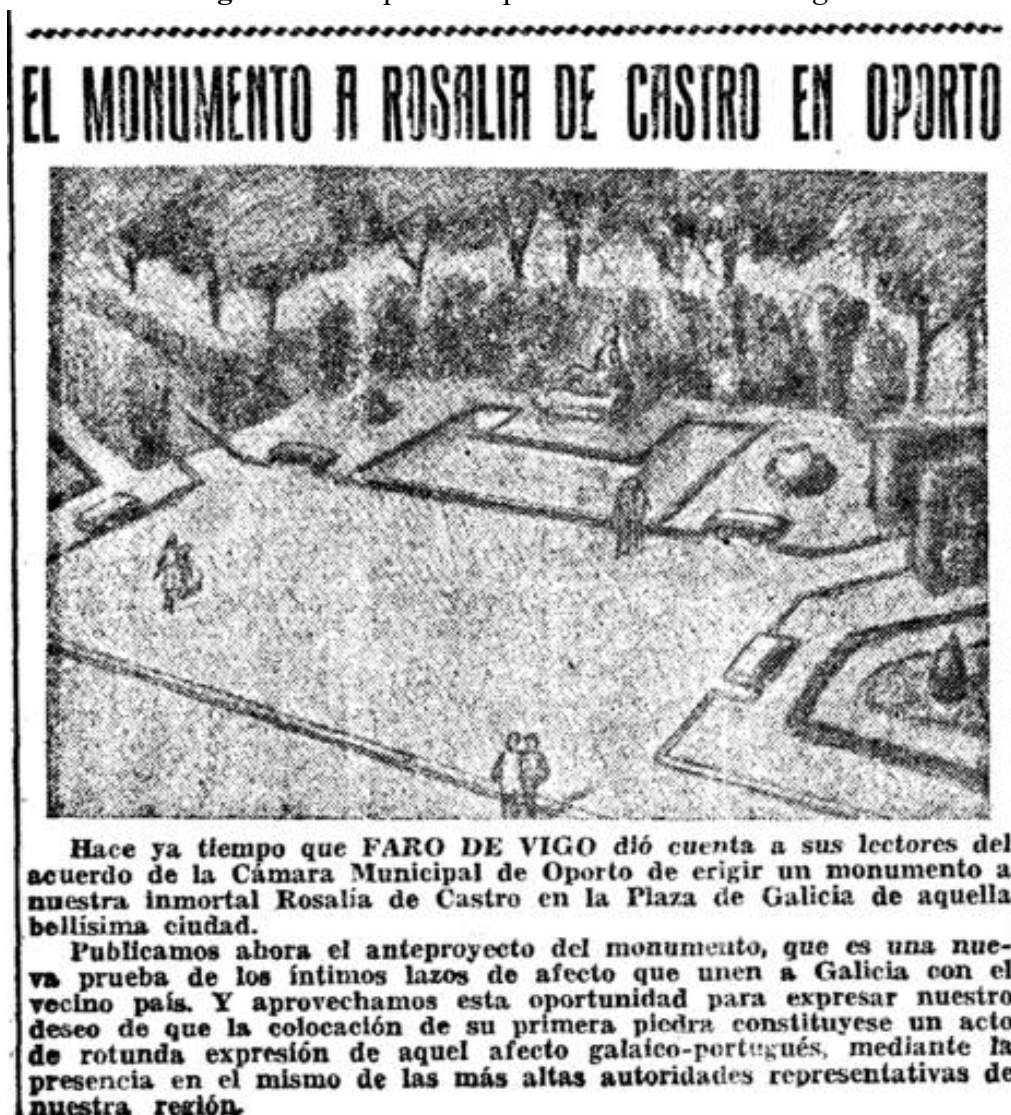 EL MONUMENTO A ROSALIA DE CASTRO EN OPORTO
Hace ya tiempo que FARO DE VIGO dió cuenta a sus lectores del
acuerdo de la Cámara Municipal de Oporto de erigir un monumento a
nuestra inmortal Rosalía de Castro en la Plaza de Galicia de aquella
bellísima ciudad.
Publicamos ahora el anteproyecto del monumento, que es una nue-
va prueba de los íntimos lazos de afecto que unen a Galicia con el
vecino país. Y aprovechamos esta oportunidad para expresar nuestro
deseo de que la colocación de su primera piedra constituyese un acto
de rotunda expresión de aquel afecto galaico-portugués, mediante la
presencia en el mismo de las más altas autoridades representativas de
nuestra región.